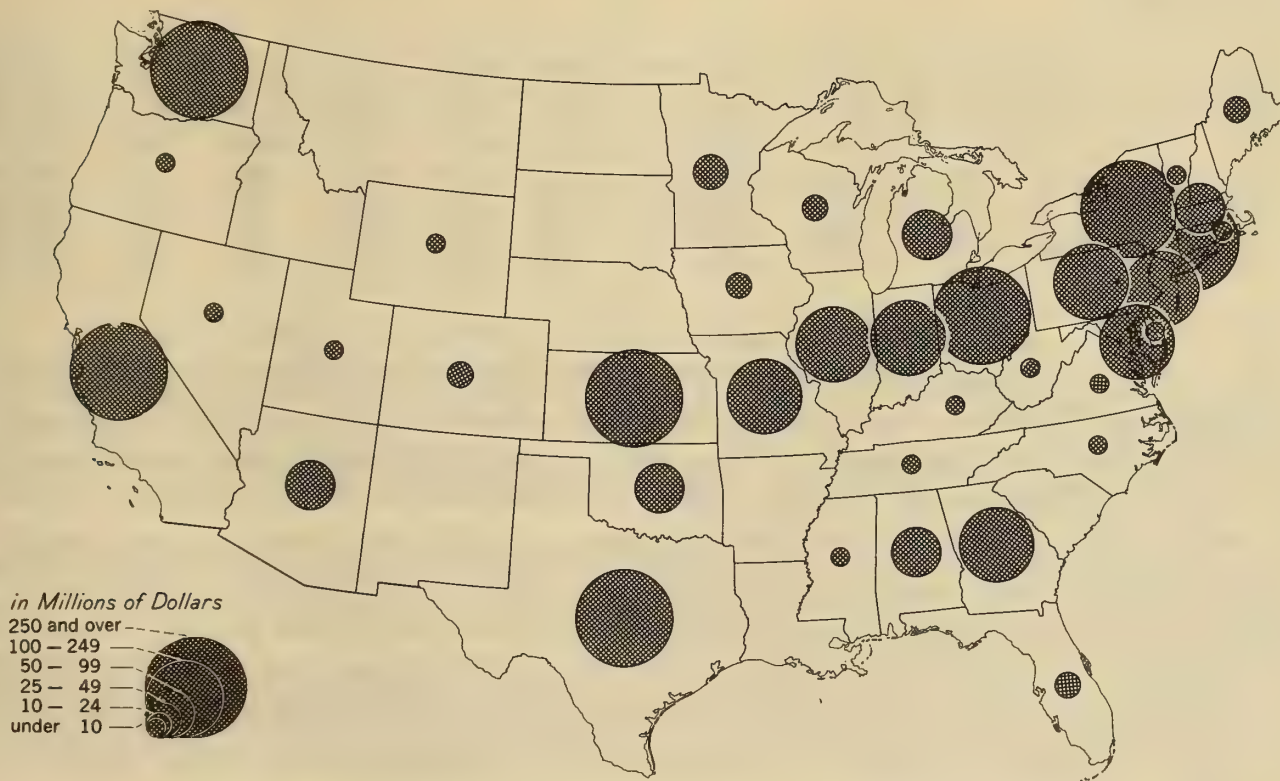 in Millions of Dollars
250 and over
100 – 249
50 – 99
25 – 49
10 – 24
under 10